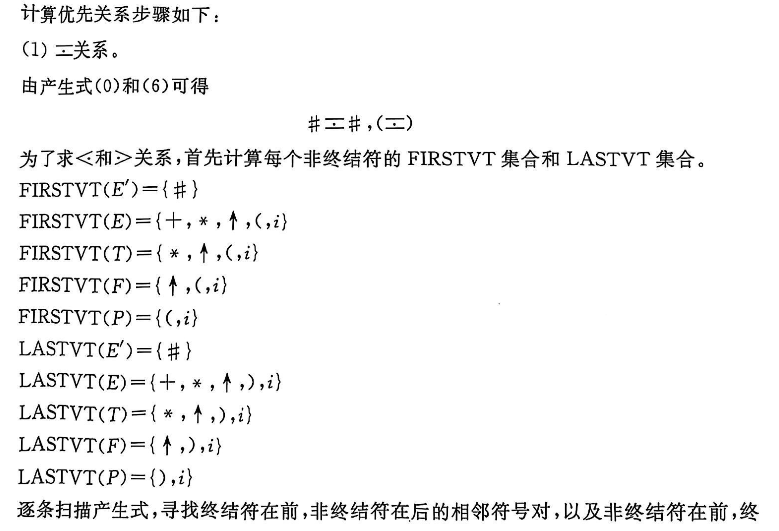 计算优先关系步骤如下：
(1) ≐关系。
由产生式(0)和(6)可得
#≐#,(≐)
为了求<和>关系,首先计算每个非终结符的 FIRSTVT 集合和 LASTVT 集合。
FIRSTVT(E′)={#}
FIRSTVT(E)={+,*,↑,(,i}
FIRSTVT(T)={*,↑,(,i}
FIRSTVT(F)={↑,(,i}
FIRSTVT(P)={(,i}
LASTVT(E′)={#}
LASTVT(E)={+,*,↑,),i}
LASTVT(T)={*,↑,),i}
LASTVT(F)={↑,),i}
LASTVT(P)={),i}
逐条扫描产生式,寻找终结符在前,非终结符在后的相邻符号对,以及非终结符在前,终